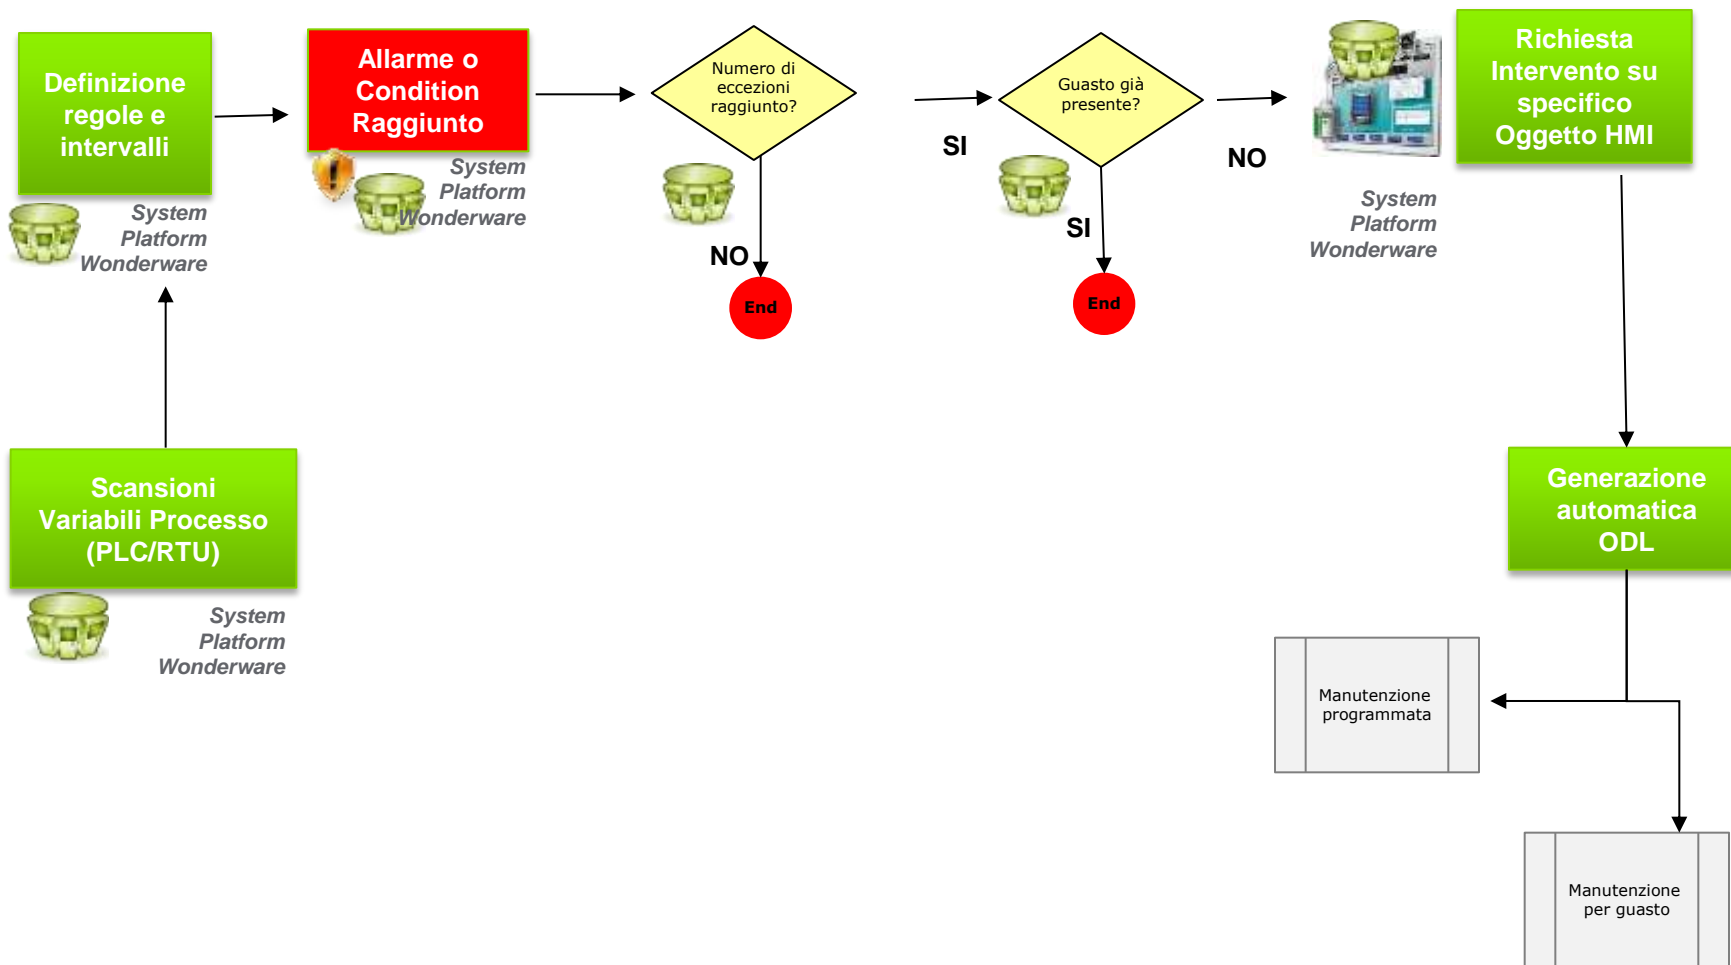 Definizione
regole e
intervalli
System
Platform
Wonderware
Allarme o
Condition
Raggiunto
System
Platform
Wonderware
Numero di
eccezioni
raggiunto?
NO
End
SI
Guasto già
presente?
SI
End
NO
Richiesta
Intervento su
specifico
Oggetto HMI
System
Platform
Wonderware
Scansioni
Variabili Processo
(PLC/RTU)
System
Platform
Wonderware
Generazione
automatica
ODL
Manutenzione
programmata
Manutenzione
per guasto